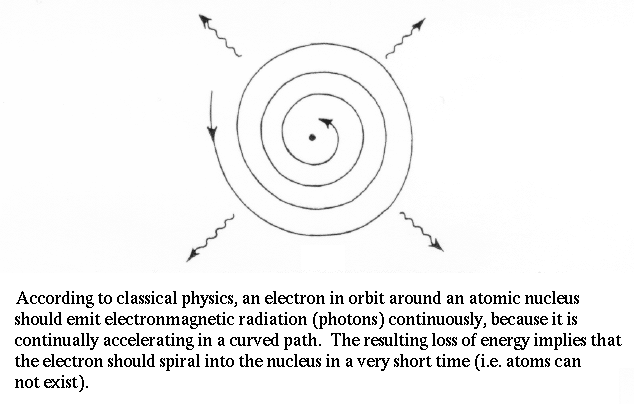 According to classical physics, an electron in orbit around an atomic nucleus
should emit electronmagnetic radiation (photons) continuously, because it is
continually accelerating in a curved path.  The resulting loss of energy implies that
the electron should spiral into the nucleus in a very short time (i.e. atoms can
not exist).